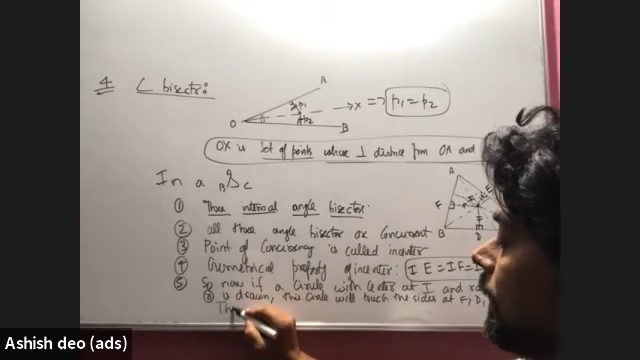 4 ∠ bisector:
A
O
B
p1
p2
→ x ⇒ p1 = p2
OX is set of points whose ⊥ distance from OA and
In a BΔC
① Three internal angle bisector.
② all three angle bisector are concurrent
③ Point of Concurrency is called incenter
④ Geometrical property of incenter: IE = IF = I
⑤ So now if a circle with center at I and
is drawn, this circle will touch the sides at F, D,
Th
A
E
F
I
B
D
Ashish deo (ads)